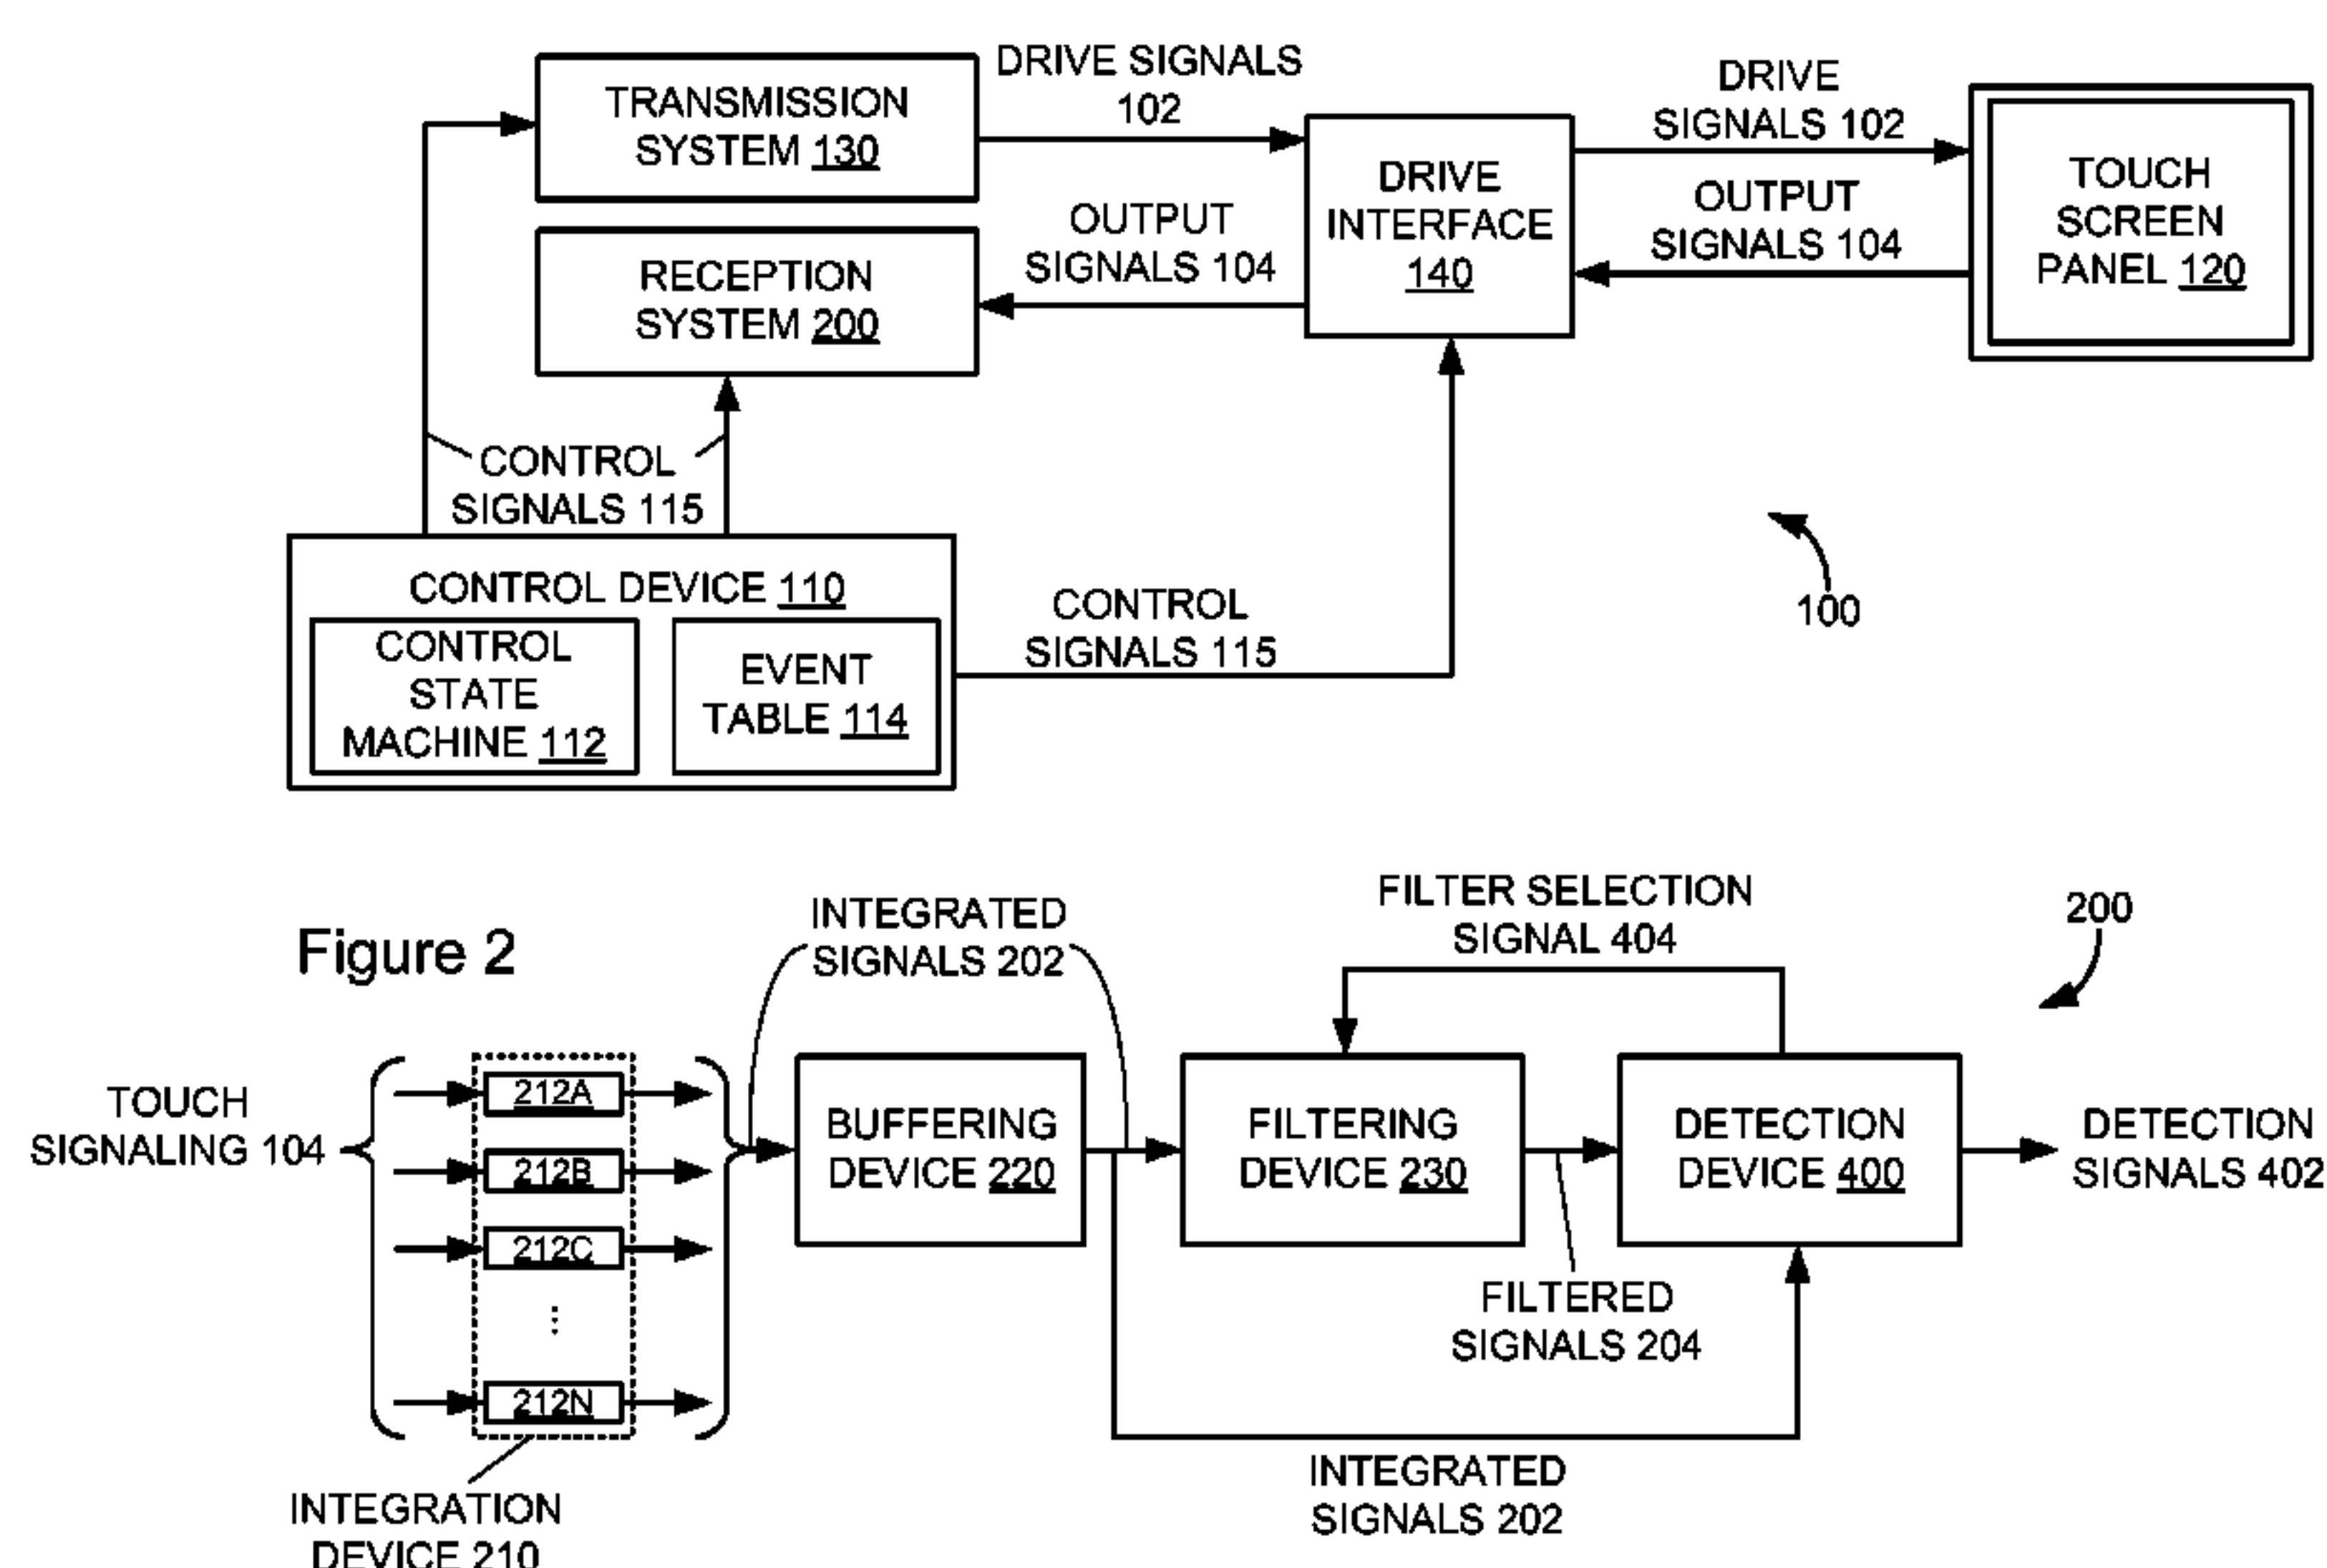 DRIVE SIGNALS
102
TRANSMISSION
SYSTEM 130
DRIVE
SIGNALS 102
DRIVE
INTERFACE
140
TOUCH
SCREEN
PANEL 120
OUTPUT
SIGNALS 104
OUTPUT
SIGNALS 104
RECEPTION
SYSTEM 200
CONTROL
SIGNALS 115
CONTROL DEVICE 110
CONTROL
STATE
MACHINE 112
EVENT
TABLE 114
CONTROL
SIGNALS 115
100
Figure 2
INTEGRATED
SIGNALS 202
FILTER SELECTION
SIGNAL 404
200
TOUCH
SIGNALING 104
212A
212B
212C
⋮
212N
BUFFERING
DEVICE 220
FILTERING
DEVICE 230
DETECTION
DEVICE 400
DETECTION
SIGNALS 402
FILTERED
SIGNALS 204
INTEGRATED
SIGNALS 202
INTEGRATION
DEVICE 210